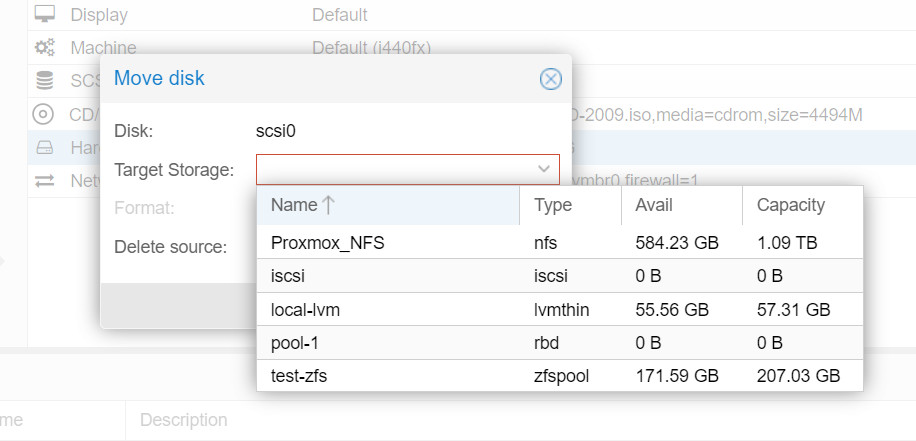 Display Default
Machine Default (i440fx)
Move disk
SCS
CD/ D-2009.iso,media=cdrom,size=4494M
Disk: scsi0
Har
Target Storage:
Netw vmbr0,firewall=1
Name Type Avail Capacity
Format:
Proxmox_NFS nfs 584.23 GB 1.09 TB
Delete source:
iscsi iscsi 0 B 0 B
local-lvm lvmthin 55.56 GB 57.31 GB
pool-1 rbd 0 B 0 B
test-zfs zfspool 171.59 GB 207.03 GB
me Description